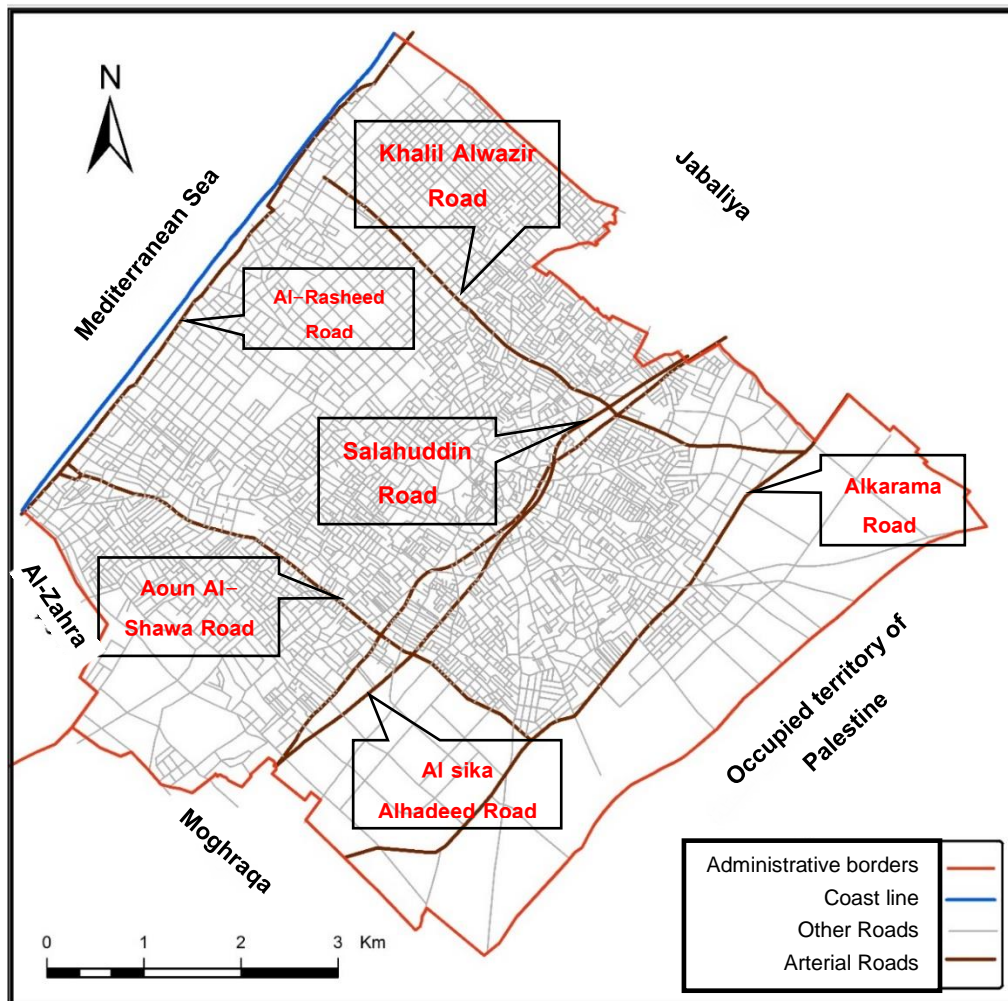 N
Khalil Alwazir
Road
Jabaliya
Mediterranean Sea
Al-Rasheed
Road
Salahuddin
Road
Alkarama
Road
Al-Zahra
Aoun Al-
Shawa Road
Occupied territory of
Palestine
Al sika
Alhadeed Road
Moghraqa
Administrative borders
Coast line
Other Roads
Arterial Roads
0 1 2 3 Km